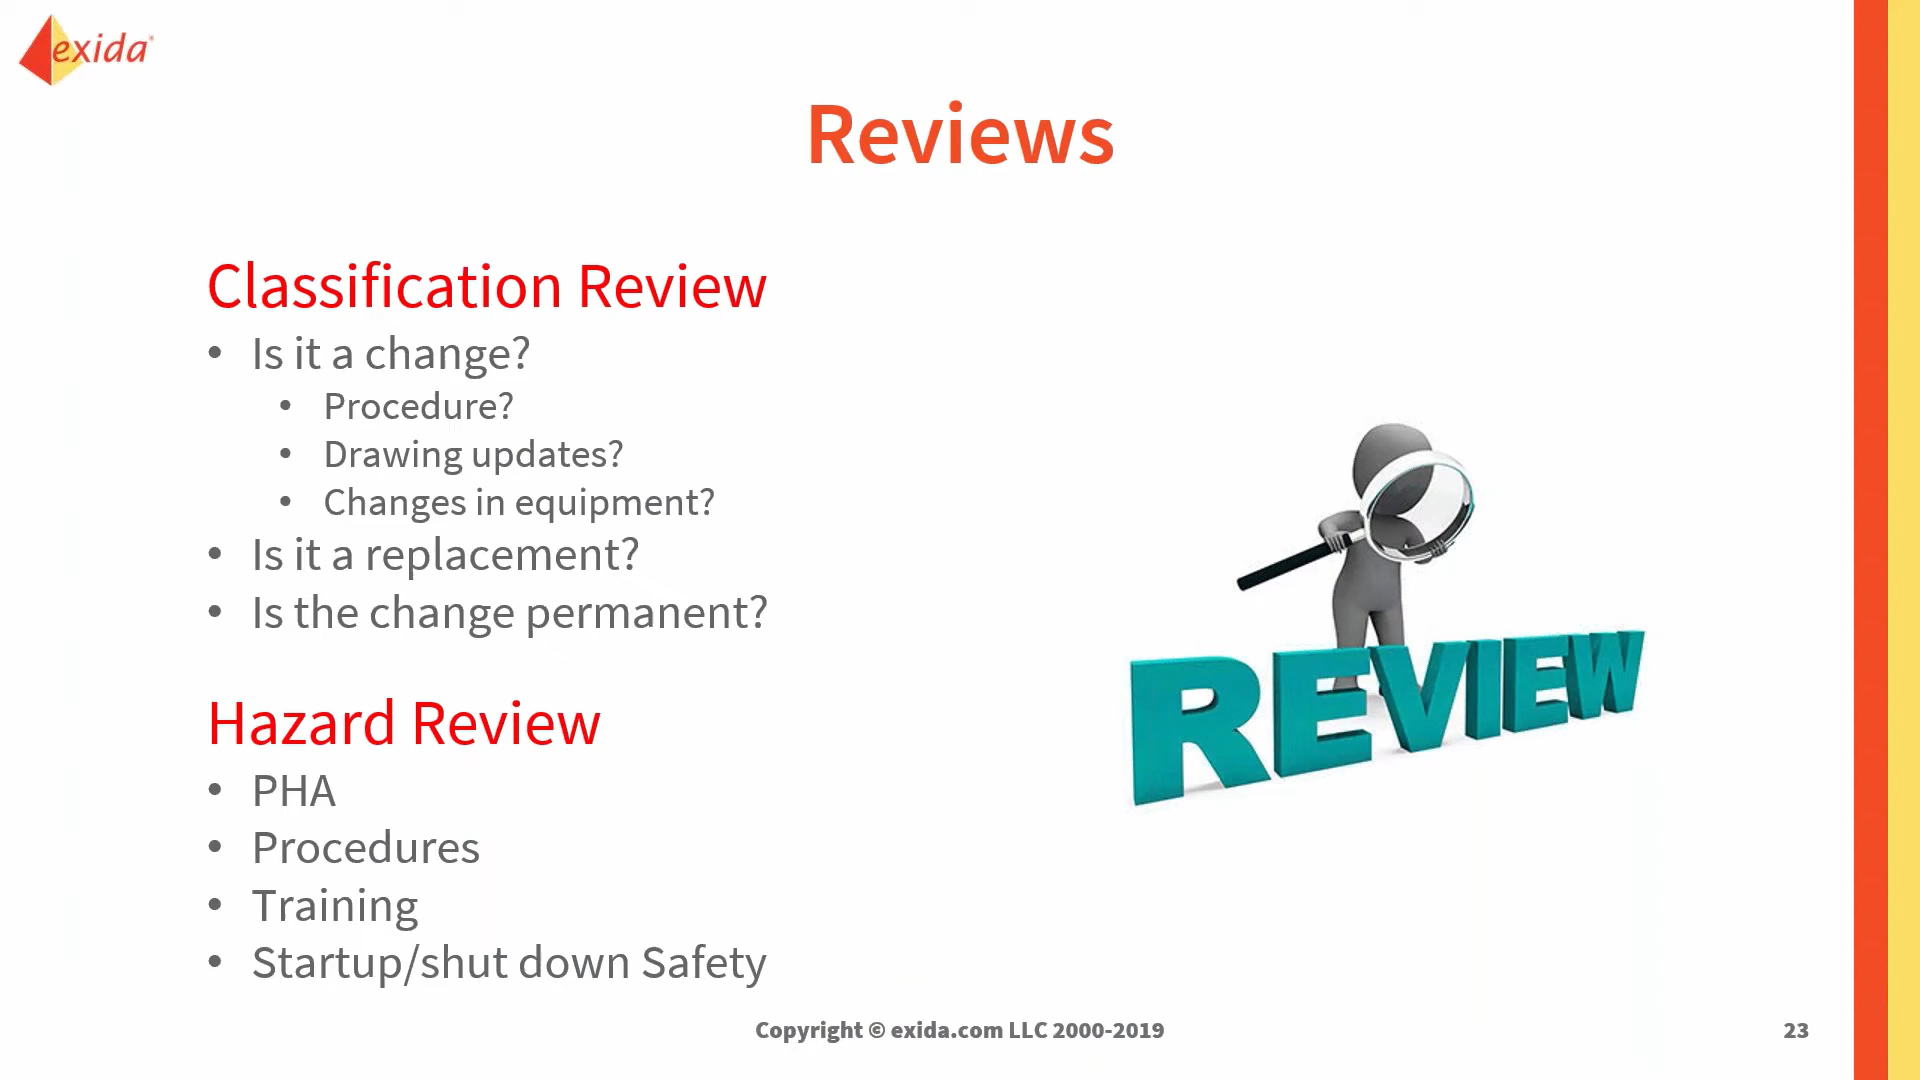 exida
Reviews
Classification Review
• Is it a change?
• Procedure?
• Drawing updates?
• Changes in equipment?
• Is it a replacement?
• Is the change permanent?
Hazard Review
• PHA
• Procedures
• Training
• Startup/shut down Safety
REVIEW
Copyright © exida.com LLC 2000-2019
23